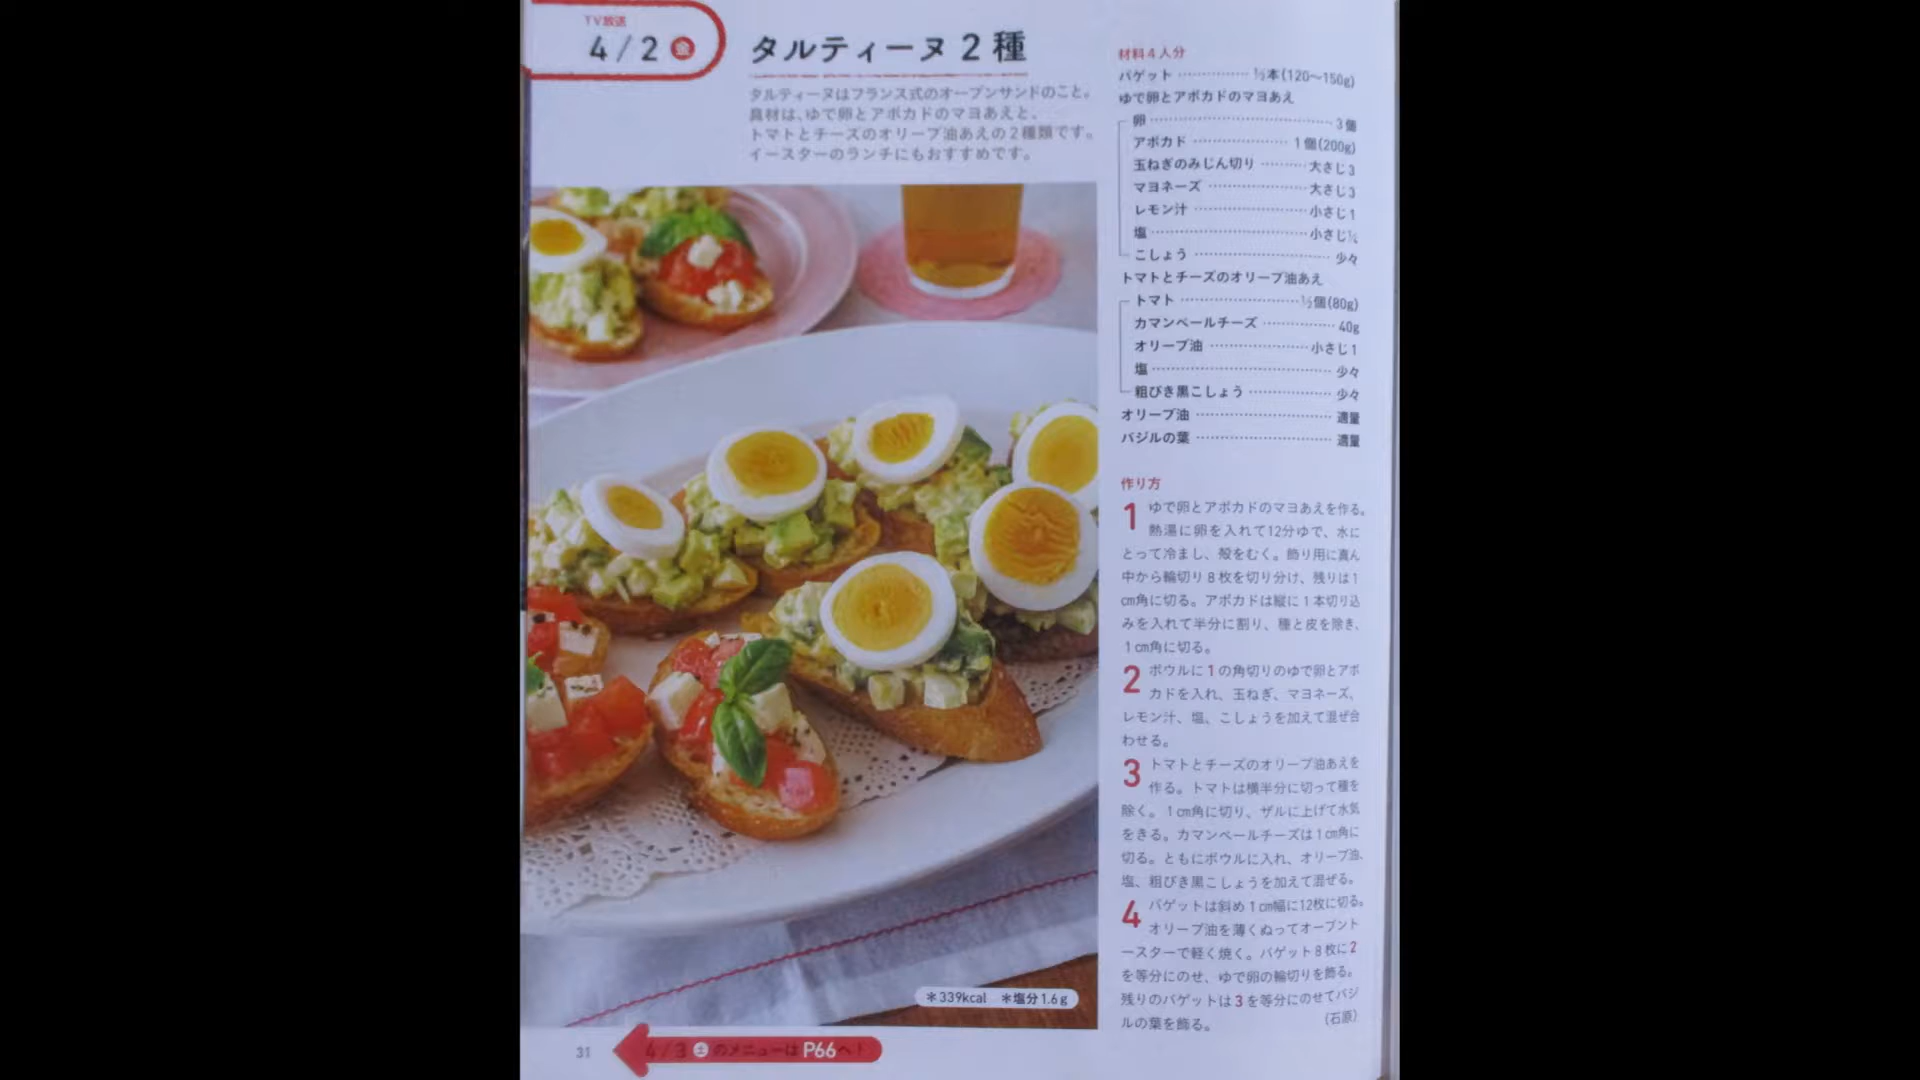 TV放送
4/2 金
タルティーヌ2種
タルティーヌはフランス式のオープンサンドのこと。
具材は、ゆで卵とアボカドのマヨあえと、
トマトとチーズのオリーブ油あえの2種類です。
イースターのランチにもおすすめです。
材料4人分
バゲット ………… ½本(120〜150g)
ゆで卵とアボカドのマヨあえ
卵 ………… 3個
アボカド ………… 1個(200g)
玉ねぎのみじん切り ………… 大さじ3
マヨネーズ ………… 大さじ3
レモン汁 ………… 小さじ1
塩 ………… 小さじ¼
こしょう ………… 少々
トマトとチーズのオリーブ油あえ
トマト ………… ½個(80g)
カマンベールチーズ ………… 40g
オリーブ油 ………… 小さじ1
塩 ………… 少々
粗びき黒こしょう ………… 少々
オリーブ油 ………… 適量
バジルの葉 ………… 適量
作り方
1 ゆで卵とアボカドのマヨあえを作る。
熱湯に卵を入れて12分ゆで、水に
とって冷まし、殻をむく。飾り用に真ん
中から輪切り8枚を切り分け、残りは1
cm角に切る。アボカドは縦に1本切り込
みを入れて半分に割り、種と皮を除き、
1cm角に切る。
2 ボウルに1の角切りのゆで卵とアボ
カドを入れ、玉ねぎ、マヨネーズ、
レモン汁、塩、こしょうを加えて混ぜ合
わせる。
3 トマトとチーズのオリーブ油あえを
作る。トマトは横半分に切って種を
除く。1cm角に切り、ザルに上げて水気
をきる。カマンベールチーズは1cm角に
切る。ともにボウルに入れ、オリーブ油、
塩、粗びき黒こしょうを加えて混ぜる。
4 バゲットは斜め1cm幅に12枚に切る。
オリーブ油を薄くぬってオーブント
ースターで軽く焼く。バゲット8枚に2
を等分にのせ、ゆで卵の輪切りを飾る。
残りのバゲットは3を等分にのせてバジ
ルの葉を飾る。 (石原)
*339kcal *塩分1.6g
31
4/3 土 のメニューは P66へ!